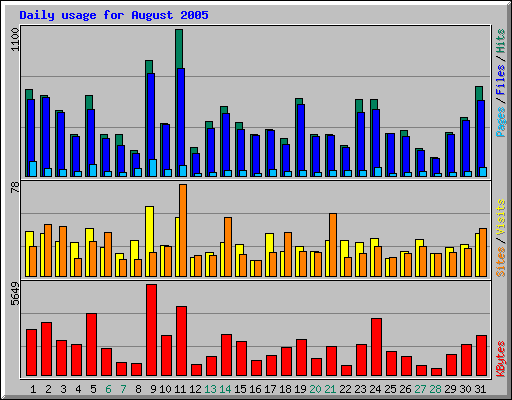 Daily usage for August 2005
1100
Pages / Files / Hits
78
Sites / Visits
5649
KBytes
1 2 3 4 5 6 7 8 9 10 11 12 13 14 15 16 17 18 19 20 21 22 23 24 25 26 27 28 29 30 31